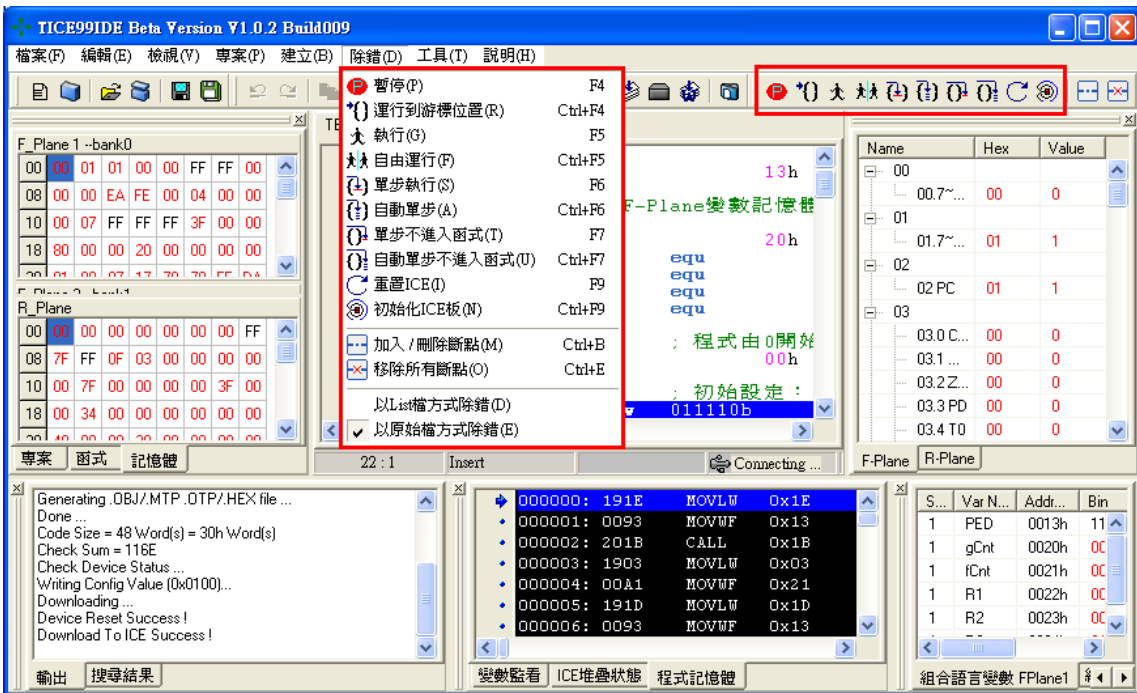 TICE99IDE Beta Version V1.0.2 Build009
檔案(F) 編輯(E) 檢視(V) 專案(P) 建立(B) 除錯(D) 工具(T) 說明(H)
暫停(P) F4
運行到游標位置(R) Ctrl+F4
執行(G) F5
自由運行(F) Ctrl+F5
單步執行(S) F6
自動單步(A) Ctrl+F6
單步不進入函式(T) F7
自動單步不進入函式(U) Ctrl+F7
重置ICE(I) F9
初始化ICE板(N) Ctrl+F9
加入/刪除斷點(M) Ctrl+B
移除所有斷點(O) Ctrl+E
以List檔方式除錯(D)
以原始檔方式除錯(E)
F_Plane 1 --bank0
00 00 01 01 00 00 FF FF 00
08 00 00 EA FE 00 04 00 00
10 00 07 FF FF FF 3F 00 00
18 80 00 00 20 00 00 00 00
R_Plane
00 00 00 00 00 00 00 00 FF
08 7F FF 0F 03 00 00 00 00
10 00 7F 00 00 00 00 3F 00
18 00 34 00 00 00 00 00 00
專案 函式 記憶體
TE
13h
F-Plane變數記憶體
20h
equ
equ
equ
equ
; 程式由0開始
00h
; 初始設定：
011110b
22 : 1 Insert Connecting ...
Name Hex Value
00
00.7~... 00 0
01
01.7~... 01 1
02
02 PC 01 1
03
03.0 C... 00 0
03.1 ... 00 0
03.2 Z... 00 0
03.3 PD 00 0
03.4 T0 00 0
F-Plane R-Plane
Generating .OBJ/.MTP .OTP/.HEX file ...
Done ...
Code Size = 48 Word(s) = 30h Word(s)
Check Sum = 116E
Check Device Status ...
Writing Config Value (0x0100)...
Downloading ...
Device Reset Success !
Download To ICE Success !
輸出 搜尋結果
000000: 191E MOVLW 0x1E
000001: 0093 MOVWF 0x13
000002: 201B CALL 0x1B
000003: 1903 MOVLW 0x03
000004: 00A1 MOVWF 0x21
000005: 191D MOVLW 0x1D
000006: 0093 MOVWF 0x13
變數監看 ICE堆疊狀態 程式記憶體
S... Var N... Addr... Bin
1 PED 0013h 11
1 gCnt 0020h 00
1 fCnt 0021h 00
1 R1 0022h 00
1 R2 0023h 00
組合語言變數 FPlane1